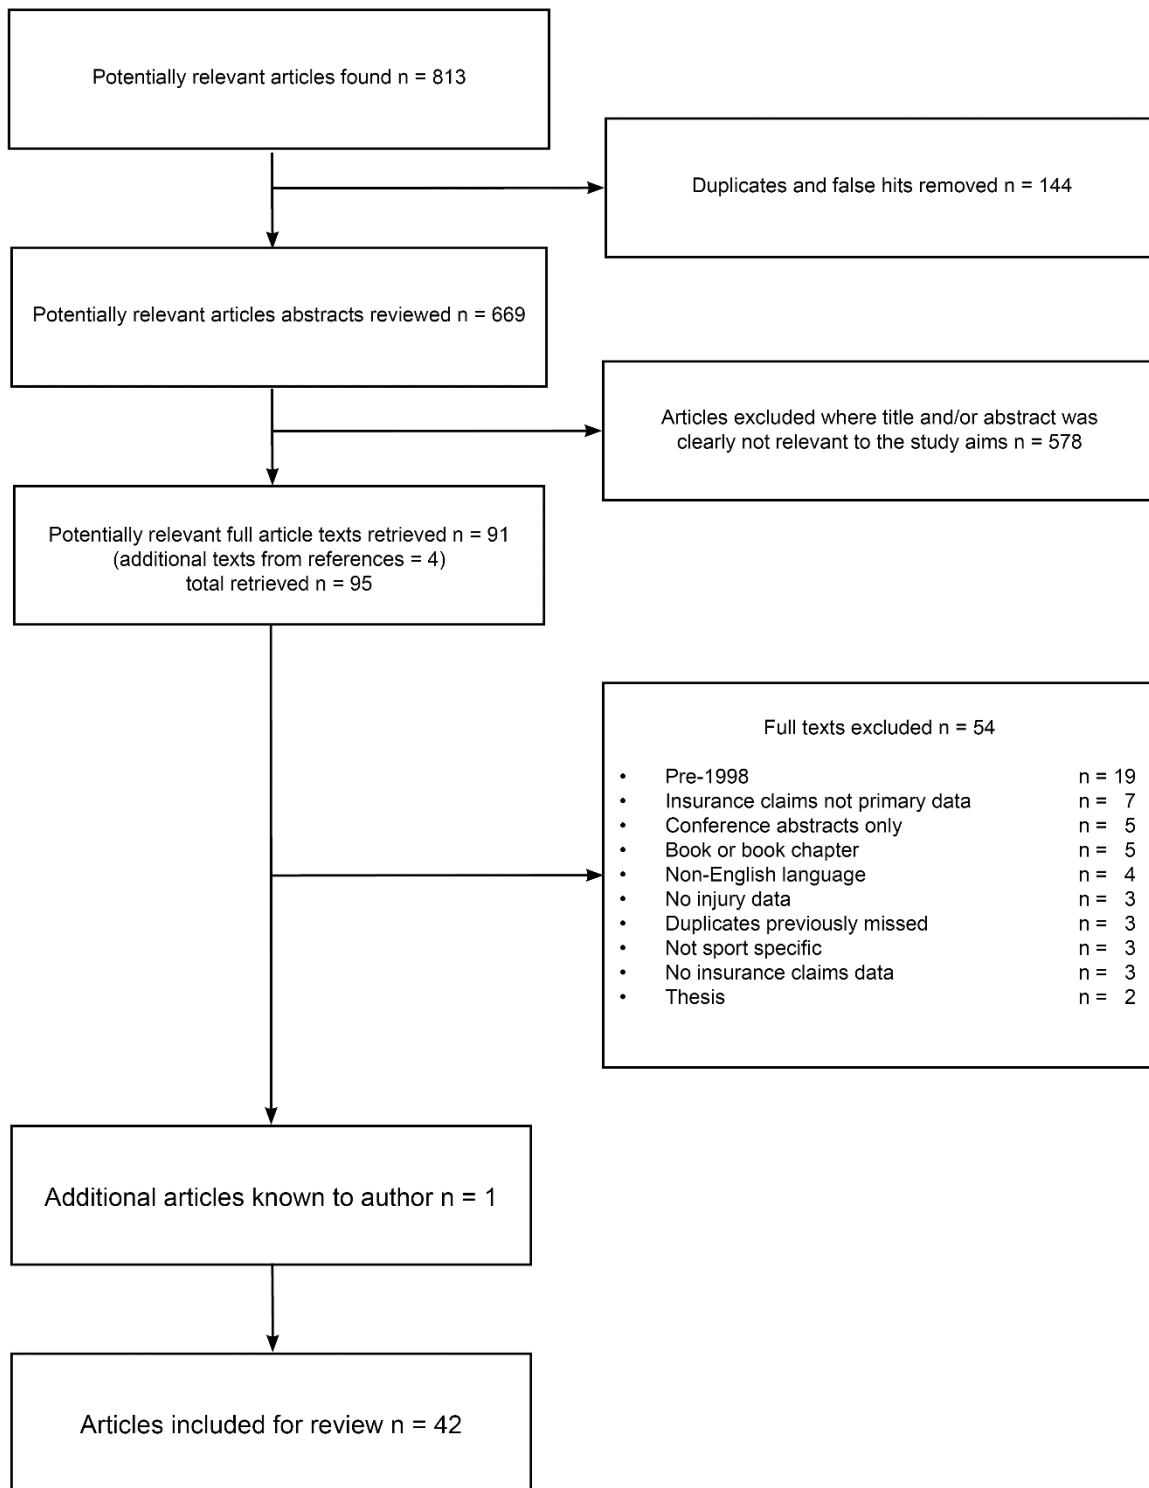 Potentially relevant articles found n = 813
Duplicates and false hits removed n = 144
Potentially relevant articles abstracts reviewed n = 669
Articles excluded where title and/or abstract was
clearly not relevant to the study aims n = 578
Potentially relevant full article texts retrieved n = 91
(additional texts from references = 4)
total retrieved n = 95
Full texts excluded n = 54
• Pre-1998 n = 19
• Insurance claims not primary data n = 7
• Conference abstracts only n = 5
• Book or book chapter n = 5
• Non-English language n = 4
• No injury data n = 3
• Duplicates previously missed n = 3
• Not sport specific n = 3
• No insurance claims data n = 3
• Thesis n = 2
Additional articles known to author n = 1
Articles included for review n = 42